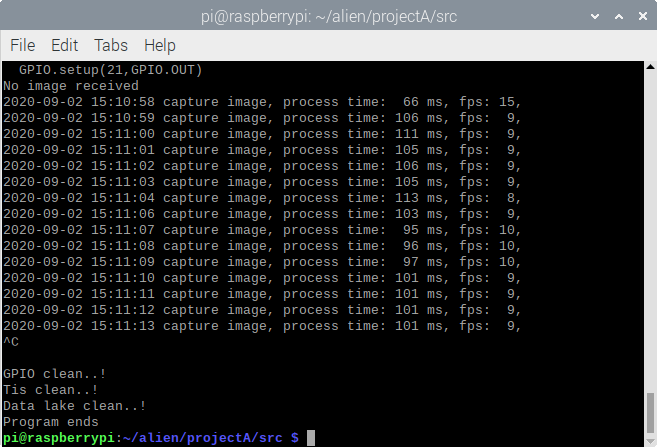 pi@raspberrypi: ~/alien/projectA/src
File Edit Tabs Help
GPIO.setup(21,GPIO.OUT)
No image received
2020-09-02 15:10:58 capture image, process time:  66 ms, fps: 15,
2020-09-02 15:10:59 capture image, process time: 106 ms, fps:  9,
2020-09-02 15:11:00 capture image, process time: 111 ms, fps:  9,
2020-09-02 15:11:01 capture image, process time: 105 ms, fps:  9,
2020-09-02 15:11:02 capture image, process time: 106 ms, fps:  9,
2020-09-02 15:11:03 capture image, process time: 105 ms, fps:  9,
2020-09-02 15:11:04 capture image, process time: 113 ms, fps:  8,
2020-09-02 15:11:06 capture image, process time: 103 ms, fps:  9,
2020-09-02 15:11:07 capture image, process time:  95 ms, fps: 10,
2020-09-02 15:11:08 capture image, process time:  96 ms, fps: 10,
2020-09-02 15:11:09 capture image, process time:  97 ms, fps: 10,
2020-09-02 15:11:10 capture image, process time: 101 ms, fps:  9,
2020-09-02 15:11:11 capture image, process time: 101 ms, fps:  9,
2020-09-02 15:11:12 capture image, process time: 101 ms, fps:  9,
2020-09-02 15:11:13 capture image, process time: 101 ms, fps:  9,
^C
GPIO clean..!
Tis clean..!
Data lake clean..!
Program ends
pi@raspberrypi:~/alien/projectA/src $